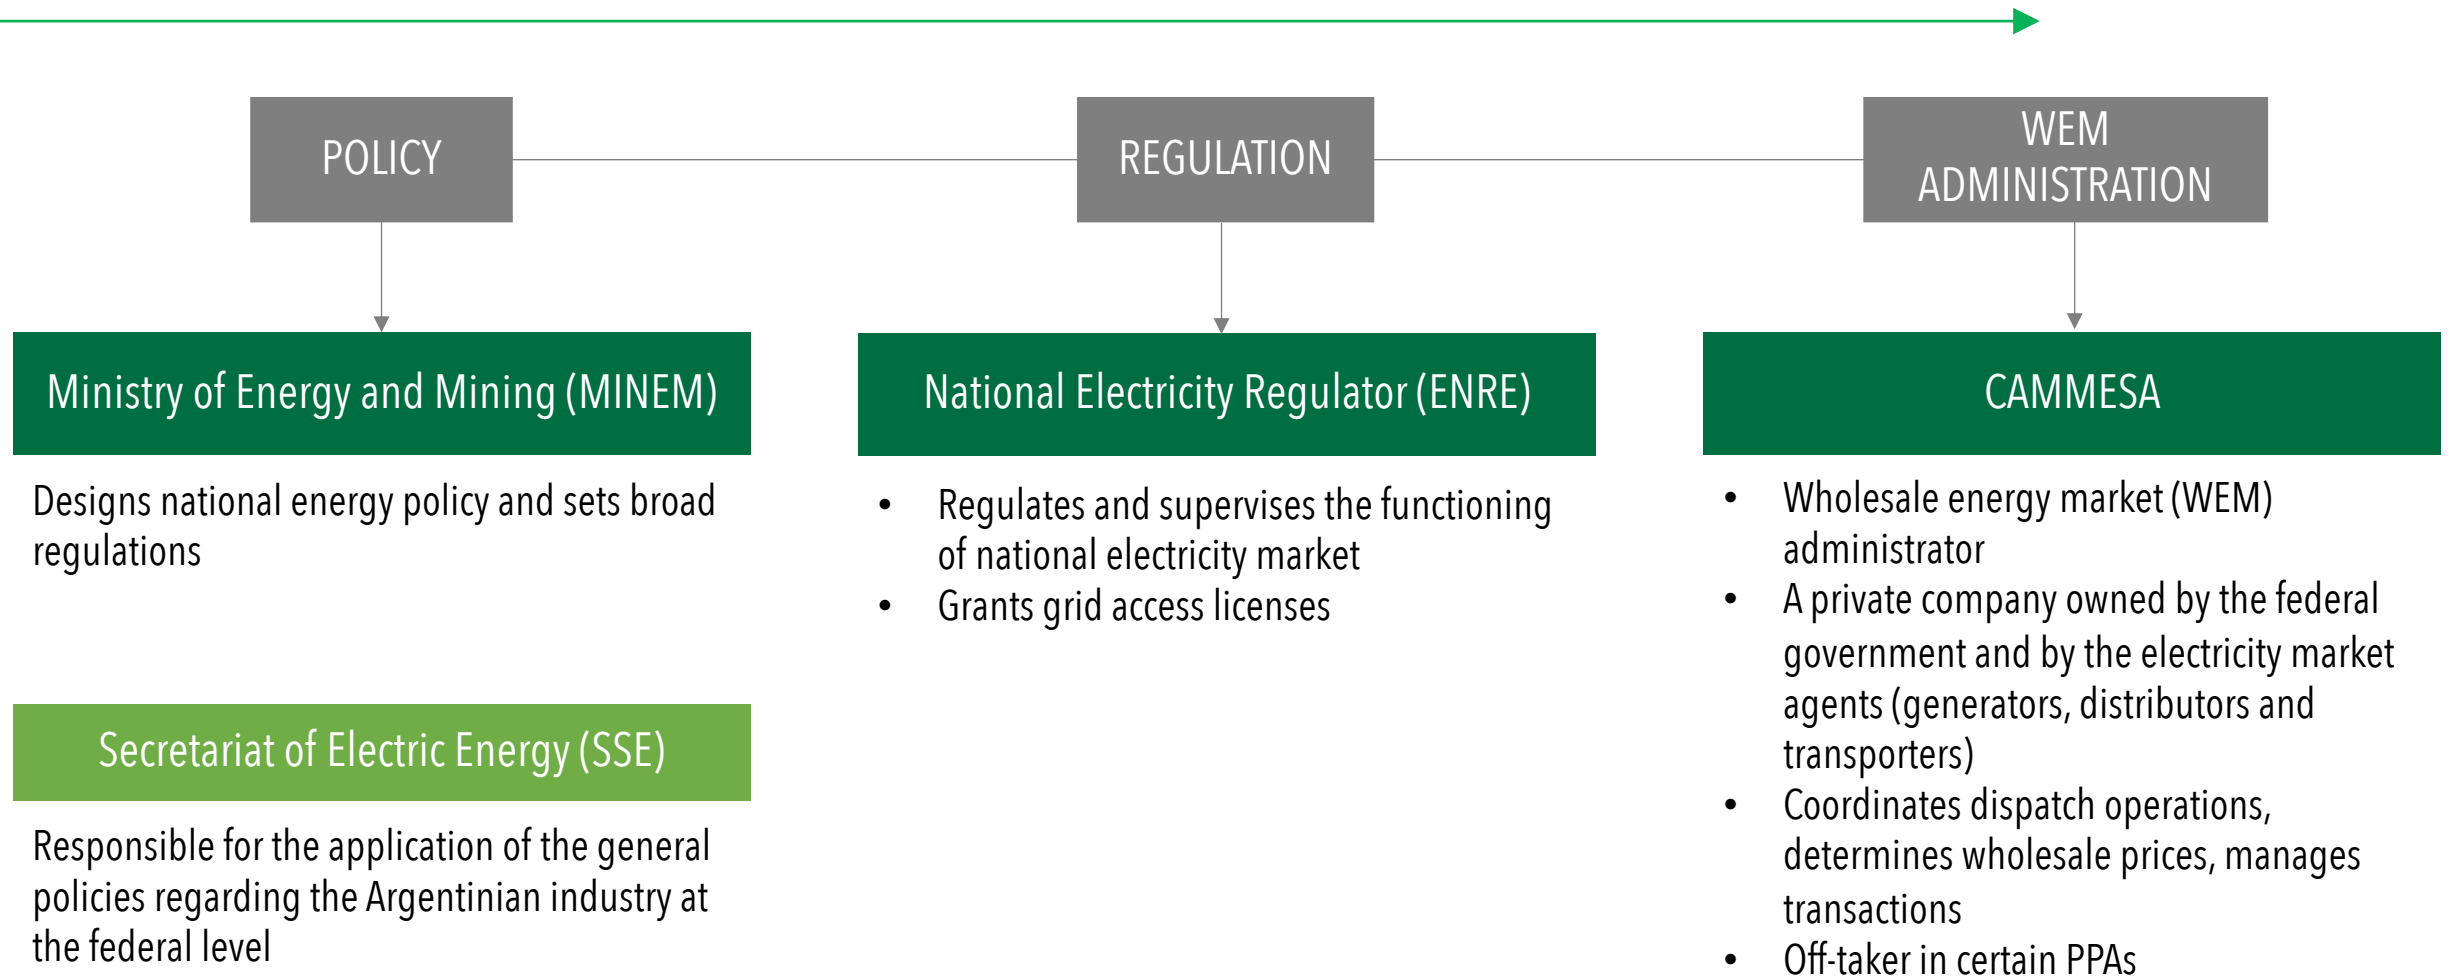 POLICY
REGULATION
WEM
ADMINISTRATION
Ministry of Energy and Mining (MINEM)
Designs national energy policy and sets broad
regulations
Secretariat of Electric Energy (SSE)
Responsible for the application of the general
policies regarding the Argentinian industry at
the federal level
National Electricity Regulator (ENRE)
• Regulates and supervises the functioning
of national electricity market
• Grants grid access licenses
CAMMESA
• Wholesale energy market (WEM)
administrator
• A private company owned by the federal
government and by the electricity market
agents (generators, distributors and
transporters)
• Coordinates dispatch operations,
determines wholesale prices, manages
transactions
• Off-taker in certain PPAs